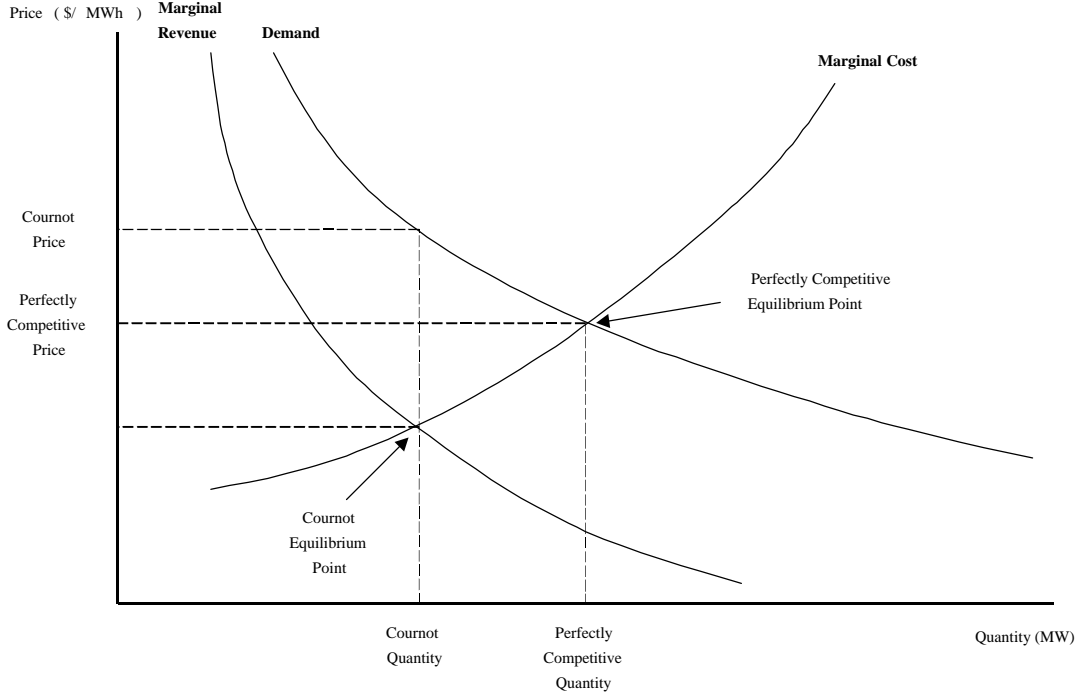 Price ( $/ MWh )
Marginal
Revenue
Demand
Marginal Cost
Cournot
Price
Perfectly Competitive
Equilibrium Point
Perfectly
Competitive
Price
Cournot
Equilibrium
Point
Cournot
Quantity
Perfectly
Competitive
Quantity
Quantity (MW)